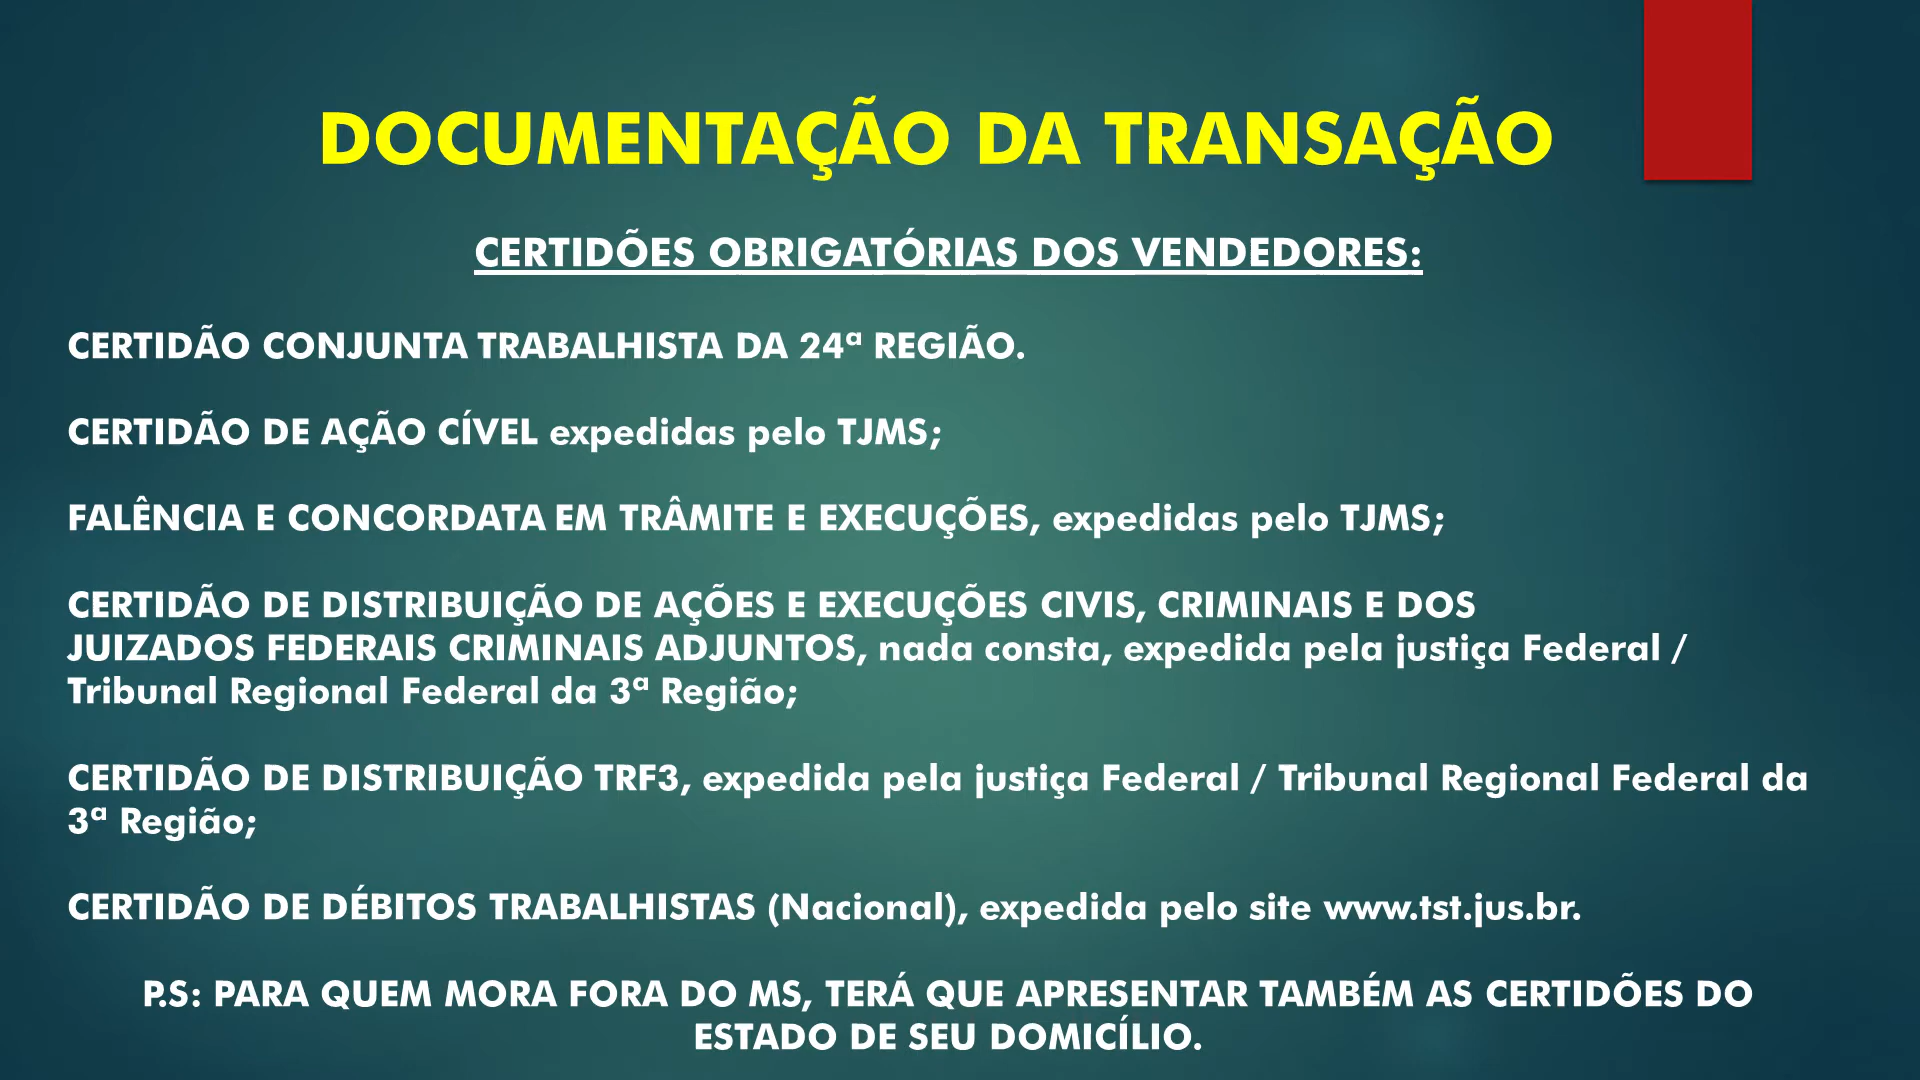 DOCUMENTAÇÃO DA TRANSAÇÃO
CERTIDÕES OBRIGATÓRIAS DOS VENDEDORES:
CERTIDÃO CONJUNTA TRABALHISTA DA 24ª REGIÃO.
CERTIDÃO DE AÇÃO CÍVEL expedidas pelo TJMS;
FALÊNCIA E CONCORDATA EM TRÂMITE E EXECUÇÕES, expedidas pelo TJMS;
CERTIDÃO DE DISTRIBUIÇÃO DE AÇÕES E EXECUÇÕES CIVIS, CRIMINAIS E DOS
JUIZADOS FEDERAIS CRIMINAIS ADJUNTOS, nada consta, expedida pela justiça Federal /
Tribunal Regional Federal da 3ª Região;
CERTIDÃO DE DISTRIBUIÇÃO TRF3, expedida pela justiça Federal / Tribunal Regional Federal da
3ª Região;
CERTIDÃO DE DÉBITOS TRABALHISTAS (Nacional), expedida pelo site www.tst.jus.br.
P.S: PARA QUEM MORA FORA DO MS, TERÁ QUE APRESENTAR TAMBÉM AS CERTIDÕES DO
ESTADO DE SEU DOMICÍLIO.